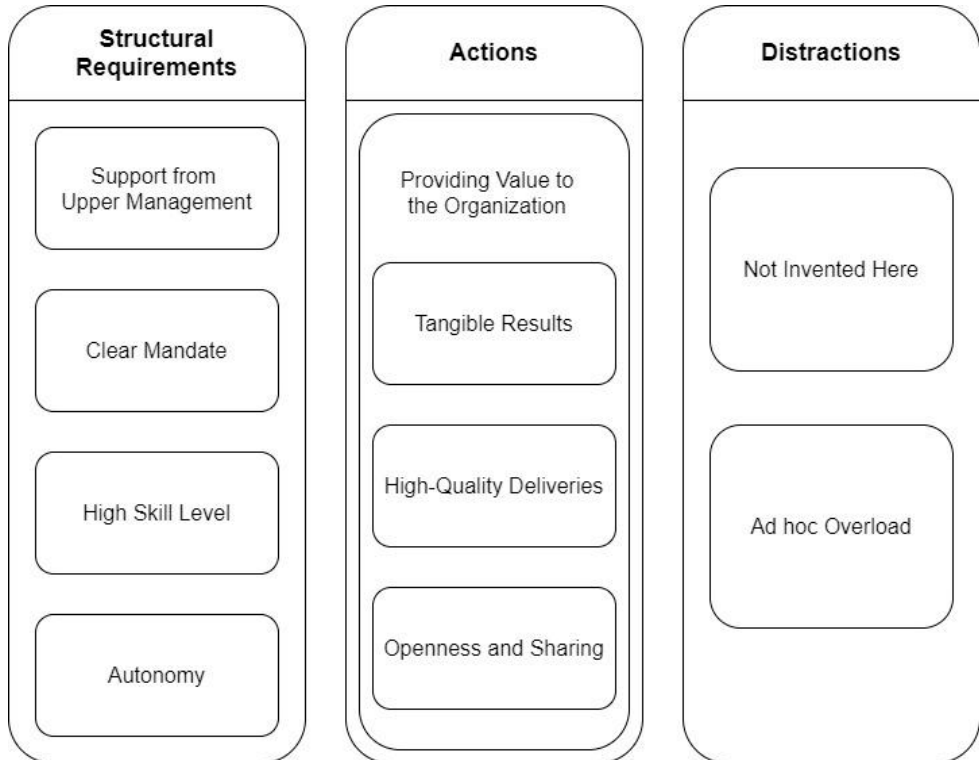 Structural
Requirements
Support from
Upper Management
Clear Mandate
High Skill Level
Autonomy
Actions
Providing Value to
the Organization
Tangible Results
High-Quality Deliveries
Openness and Sharing
Distractions
Not Invented Here
Ad hoc Overload